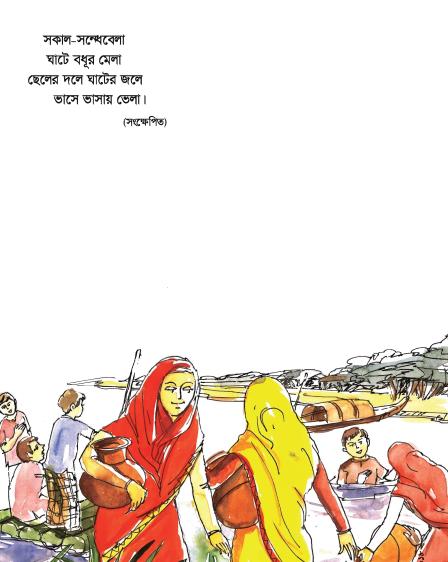 সকাল-সন্ধেবেলা
ঘাটে বধূর মেলা
ছেলের দলে ঘাটের জলে
ভাসে ভাসায় ভেলা।
(সংক্ষেপিত)